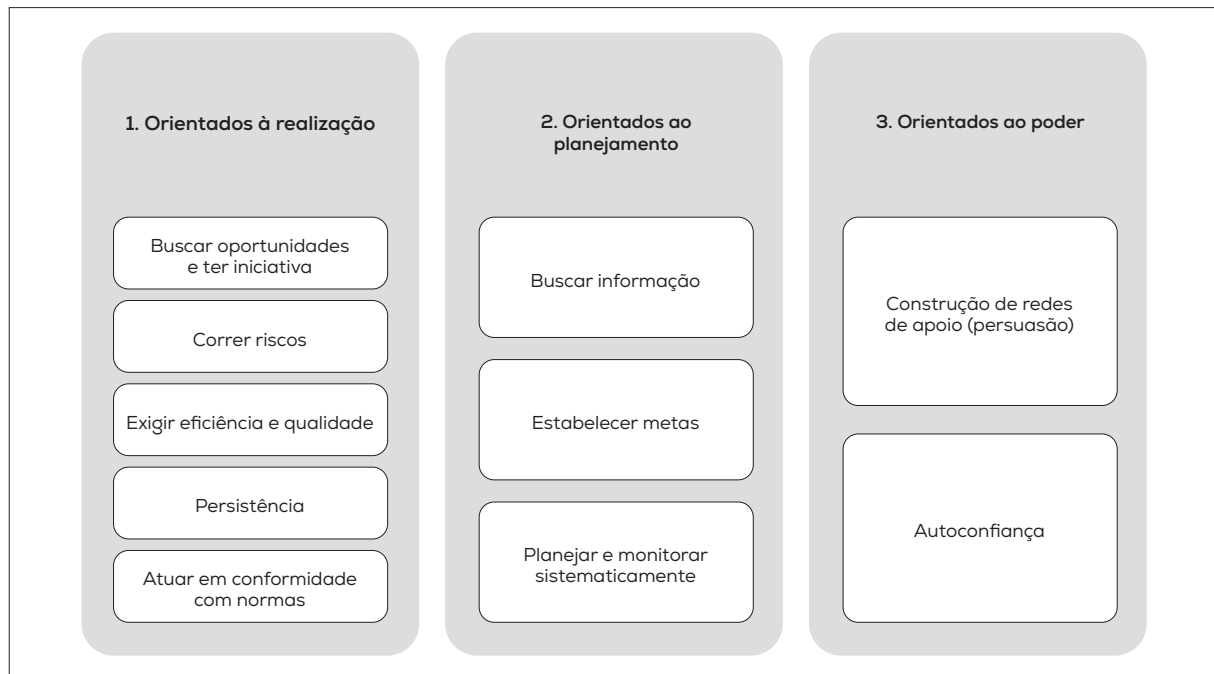 1. Orientados à realização
Buscar oportunidades
e ter iniciativa
Correr riscos
Exigir eficiência e qualidade
Persistência
Atuar em conformidade
com normas
2. Orientados ao
planejamento
Buscar informação
Estabelecer metas
Planejar e monitorar
sistematicamente
3. Orientados ao poder
Construção de redes
de apoio (persuasão)
Autoconfiança